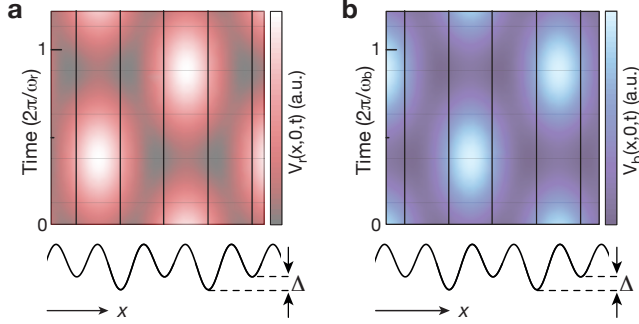 a
1
0
Time (2π/ωr)
Vr(x,0,t) (a.u.)
x
Δ
b
1
0
Time (2π/ωb)
Vb(x,0,t) (a.u.)
x
Δ